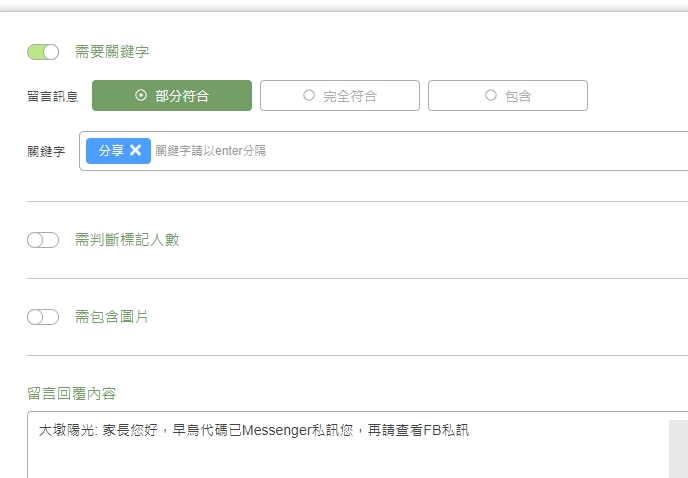 需要關鍵字
留言訊息 部分符合 完全符合 包含
關鍵字 分享 關鍵字請以enter分隔
需判斷標記人數
需包含圖片
留言回覆內容
大墩陽光: 家長您好，早鳥代碼已Messenger私訊您，再請查看FB私訊